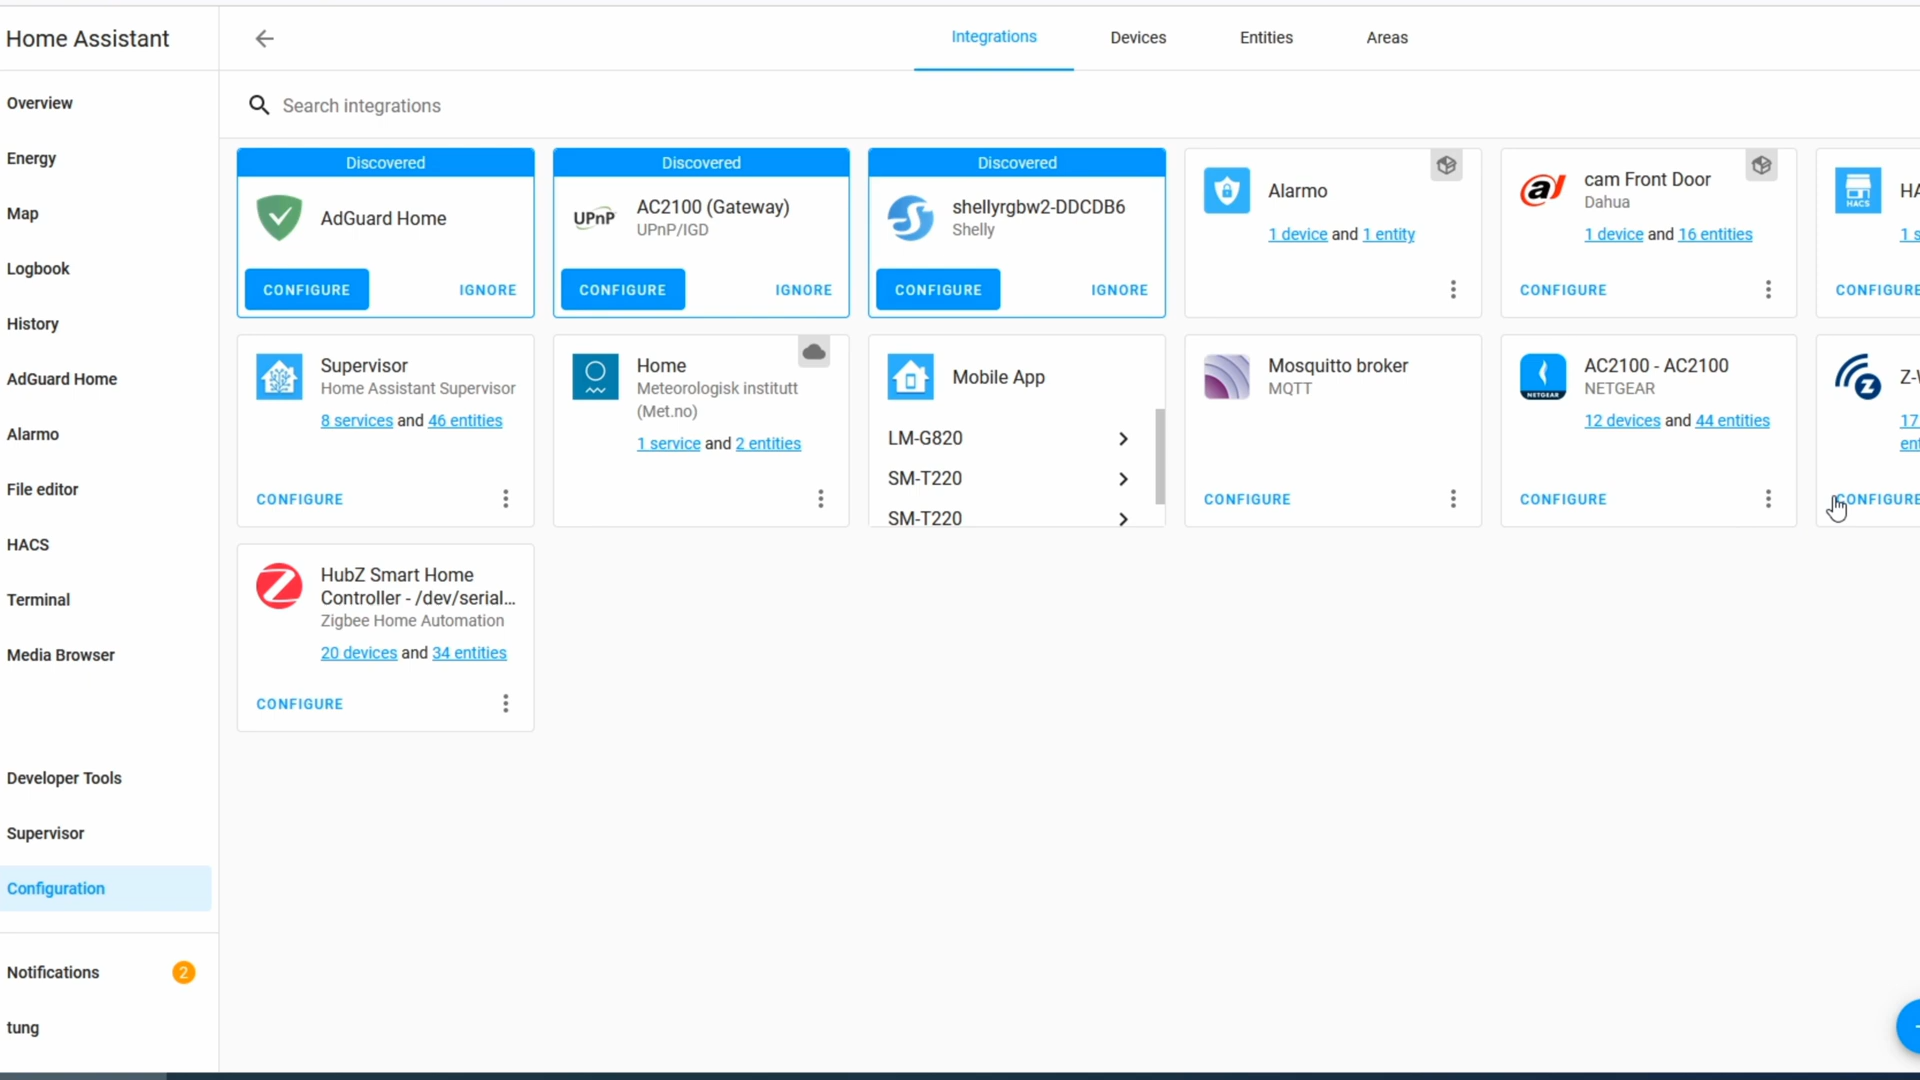 Home Assistant
Integrations
Devices
Entities
Areas
Search integrations
Overview
Energy
Map
Logbook
History
AdGuard Home
Alarmo
File editor
HACS
Terminal
Media Browser
Developer Tools
Supervisor
Configuration
Notifications 2
tung
Discovered
AdGuard Home
CONFIGURE IGNORE
Discovered
UPnP
AC2100 (Gateway)
UPnP/IGD
CONFIGURE IGNORE
Discovered
shellyrgbw2-DDCDB6
Shelly
CONFIGURE IGNORE
Alarmo
1 device and 1 entity
cam Front Door
Dahua
1 device and 16 entities
CONFIGURE
HACS
HA
1 s
CONFIGURE
Supervisor
Home Assistant Supervisor
8 services and 46 entities
CONFIGURE
Home
Meteorologisk institutt
(Met.no)
1 service and 2 entities
Mobile App
LM-G820
SM-T220
SM-T220
Mosquitto broker
MQTT
CONFIGURE
NETGEAR
AC2100 - AC2100
NETGEAR
12 devices and 44 entities
CONFIGURE
Z-W
17
ent
CONFIGURE
HubZ Smart Home
Controller - /dev/serial...
Zigbee Home Automation
20 devices and 34 entities
CONFIGURE